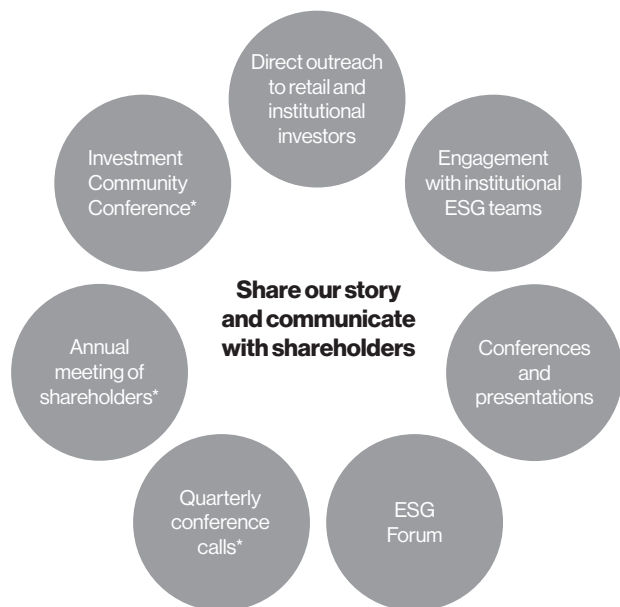 Direct outreach
to retail and
institutional
investors
Engagement
with institutional
ESG teams
Conferences
and
presentations
ESG
Forum
Quarterly
conference
calls*
Annual
meeting of
shareholders*
Investment
Community
Conference*
Share our story
and communicate
with shareholders